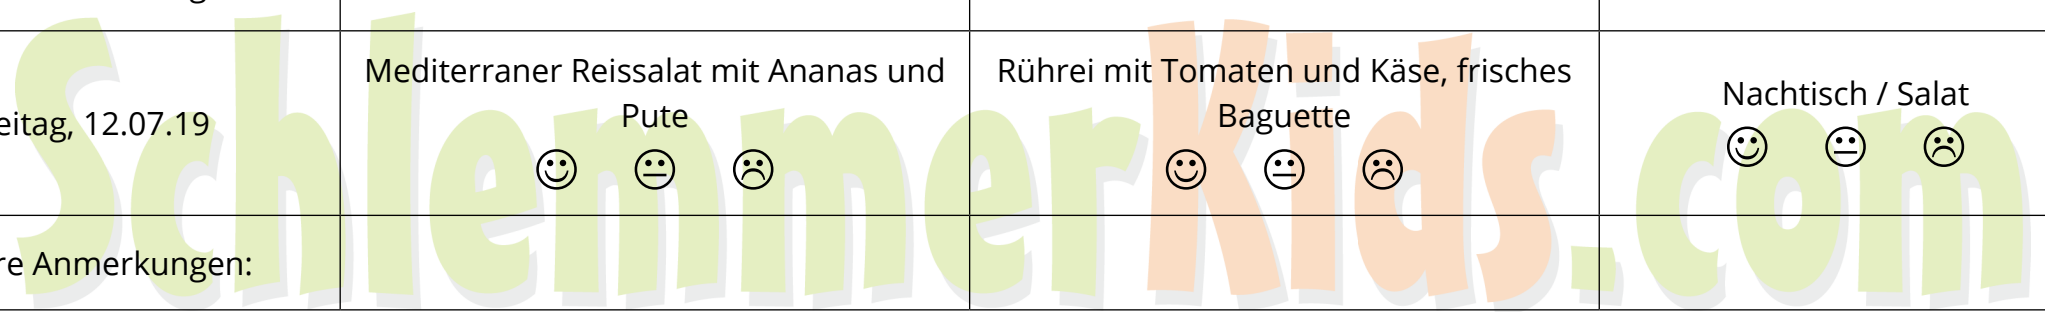 Mediterraner Reissalat mit Ananas und
Pute
Rührei mit Tomaten und Käse, frisches
Baguette
Nachtisch / Salat
eitag, 12.07.19
re Anmerkungen:
SchlemmerKids.com